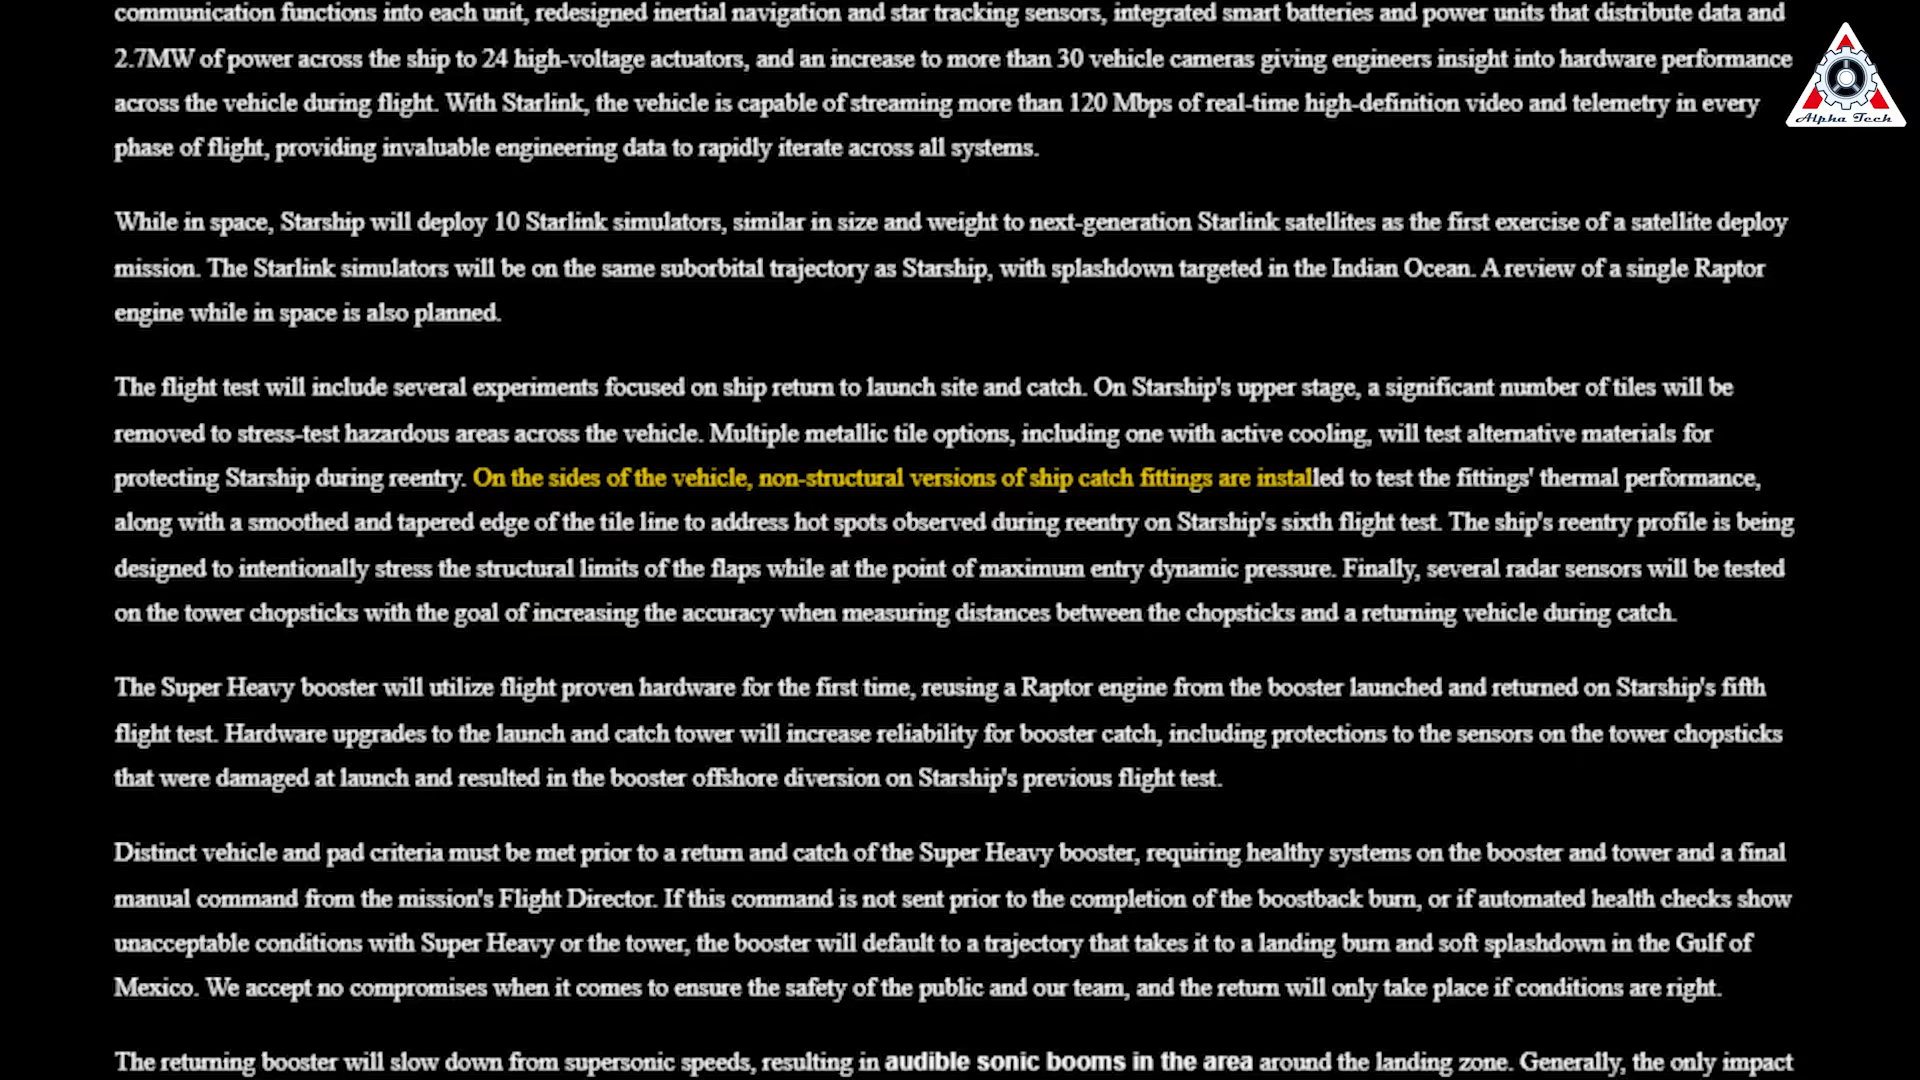 communication functions into each unit, redesigned inertial navigation and star tracking sensors, integrated smart batteries and power units that distribute data and
2.7MW of power across the ship to 24 high-voltage actuators, and an increase to more than 30 vehicle cameras giving engineers insight into hardware performance
across the vehicle during flight. With Starlink, the vehicle is capable of streaming more than 120 Mbps of real-time high-definition video and telemetry in every
phase of flight, providing invaluable engineering data to rapidly iterate across all systems.
While in space, Starship will deploy 10 Starlink simulators, similar in size and weight to next-generation Starlink satellites as the first exercise of a satellite deploy
mission. The Starlink simulators will be on the same suborbital trajectory as Starship, with splashdown targeted in the Indian Ocean. A review of a single Raptor
engine while in space is also planned.
The flight test will include several experiments focused on ship return to launch site and catch. On Starship's upper stage, a significant number of tiles will be
removed to stress-test hazardous areas across the vehicle. Multiple metallic tile options, including one with active cooling, will test alternative materials for
protecting Starship during reentry. On the sides of the vehicle, non-structural versions of ship catch fittings are installed to test the fittings' thermal performance,
along with a smoothed and tapered edge of the tile line to address hot spots observed during reentry on Starship's sixth flight test. The ship's reentry profile is being
designed to intentionally stress the structural limits of the flaps while at the point of maximum entry dynamic pressure. Finally, several radar sensors will be tested
on the tower chopsticks with the goal of increasing the accuracy when measuring distances between the chopsticks and a returning vehicle during catch.
The Super Heavy booster will utilize flight proven hardware for the first time, reusing a Raptor engine from the booster launched and returned on Starship's fifth
flight test. Hardware upgrades to the launch and catch tower will increase reliability for booster catch, including protections to the sensors on the tower chopsticks
that were damaged at launch and resulted in the booster offshore diversion on Starship's previous flight test.
Distinct vehicle and pad criteria must be met prior to a return and catch of the Super Heavy booster, requiring healthy systems on the booster and tower and a final
manual command from the mission's Flight Director. If this command is not sent prior to the completion of the boostback burn, or if automated health checks show
unacceptable conditions with Super Heavy or the tower, the booster will default to a trajectory that takes it to a landing burn and soft splashdown in the Gulf of
Mexico. We accept no compromises when it comes to ensure the safety of the public and our team, and the return will only take place if conditions are right.
The returning booster will slow down from supersonic speeds, resulting in audible sonic booms in the area around the landing zone. Generally, the only impact
Alpha Tech